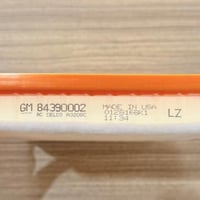 GM 84390002
AC DELCO A3208C
MADE IN USA
11:34
LZ